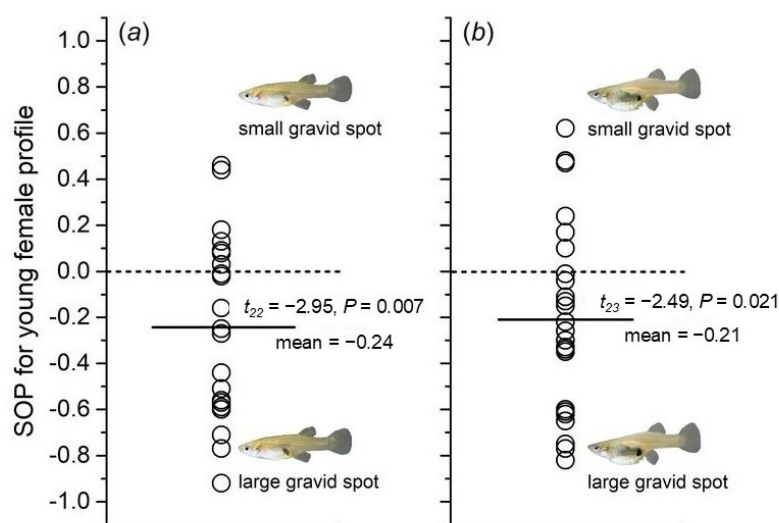 SOP for young female profile
1.0
0.8
0.6
0.4
0.2
0.0
-0.2
-0.4
-0.6
-0.8
-1.0
(a)
small gravid spot
t22 = −2.95, P = 0.007
mean = −0.24
large gravid spot
(b)
small gravid spot
t23 = −2.49, P = 0.021
mean = −0.21
large gravid spot